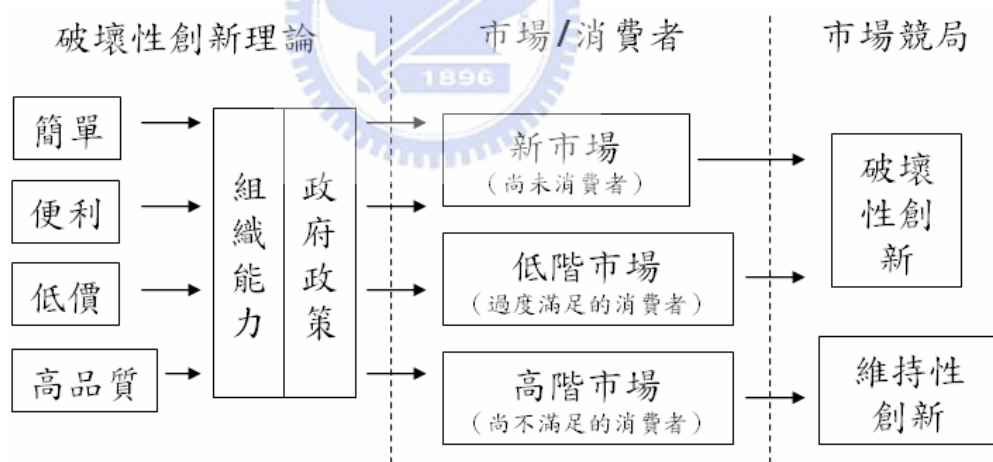 破壞性創新理論
市場/消費者
市場競局
1896
簡單
便利
低價
高品質
組織能力
政府政策
新市場
(尚未消費者)
低階市場
(過度滿足的消費者)
高階市場
(尚不滿足的消費者)
破壞
性創
新
維持性
創新